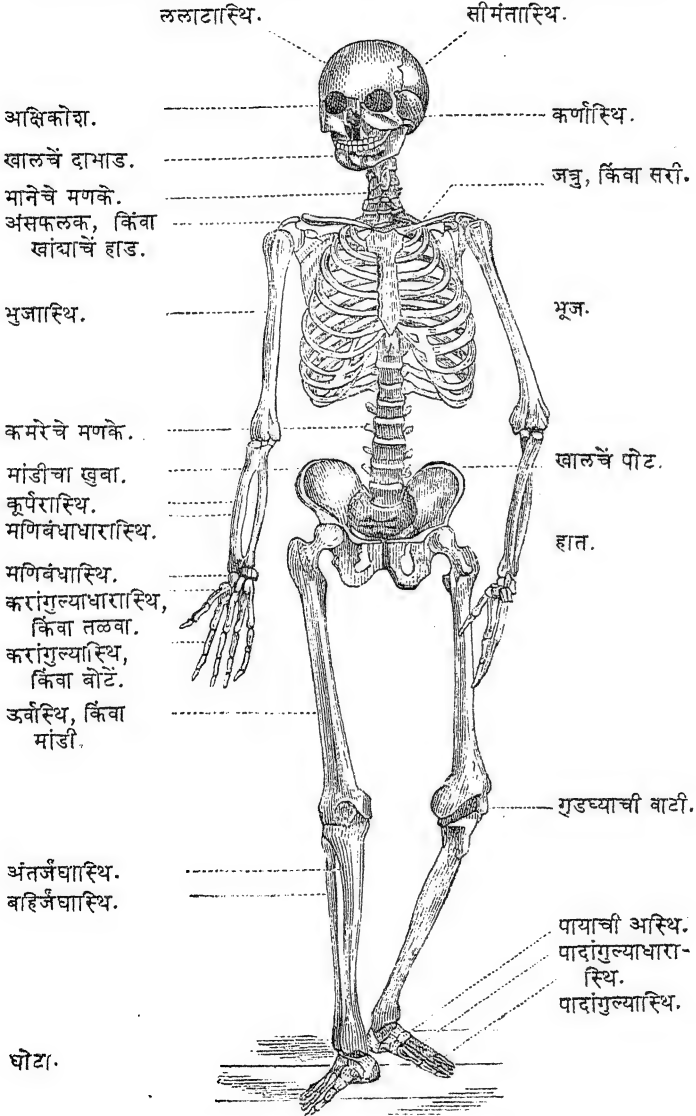 ललाटास्थि.
सीमंतास्थि.
अक्षिकोश.
कर्णास्थि.
खालचें दाभाड.
जत्रु, किंवा सरी.
मानेचे मणके.
अंसफलक, किंवा
खांद्याचें हाड.
भुजास्थि.
भूज.
कमरेचे मणके.
खालचें पोट.
मांडीचा खुबा.
कूर्परास्थि.
मणिबंधाधारास्थि.
हात.
मणिबंधास्थि.
करांगुल्याधारास्थि,
किंवा तळवा.
करांगुल्यास्थि,
किंवा बोटें.
ऊर्वास्थि, किंवा
मांडी.
गुडघ्याची वाटी.
अंतर्जंघास्थि.
बहिर्जंघास्थि.
पायाची अस्थि.
पादांगुल्याधारा-
स्थि.
पादांगुल्यास्थि.
घोटा.